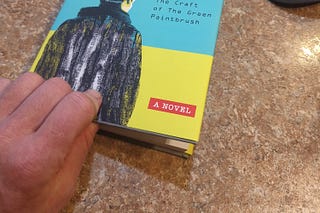 The Craft
of The Green
Paintbrush
A NOVEL